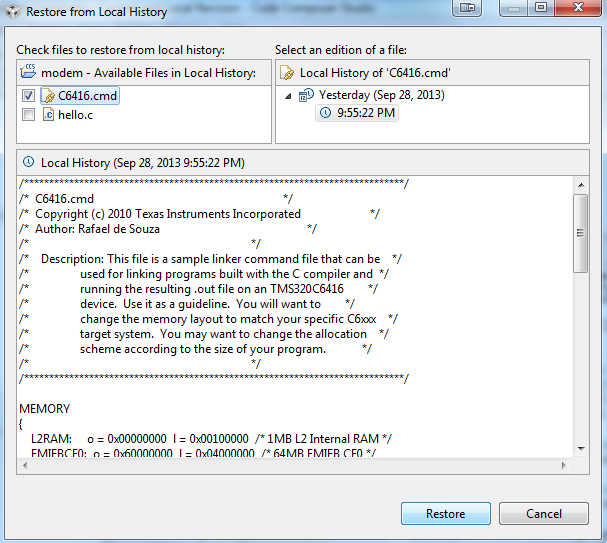 Restore from Local History
Check files to restore from local history:
Select an edition of a file:
modem - Available Files in Local History:
C6416.cmd
hello.c
Local History of 'C6416.cmd'
Yesterday (Sep 28, 2013)
9:55:22 PM
Local History (Sep 28, 2013 9:55:22 PM)
/****************************************************************************/
/*  C6416.cmd                                                               */
/*  Copyright (c) 2010 Texas Instruments Incorporated                       */
/*  Author: Rafael de Souza                                                 */
/*                                                                          */
/*    Description: This file is a sample linker command file that can be    */
/*                 used for linking programs built with the C compiler and  */
/*                 running the resulting .out file on an TMS320C6416        */
/*                 device.  Use it as a guideline.  You will want to        */
/*                 change the memory layout to match your specific C6xxx    */
/*                 target system.  You may want to change the allocation    */
/*                 scheme according to the size of your program.            */
/*                                                                          */
/****************************************************************************/
MEMORY
{
L2RAM:     o = 0x00000000  l = 0x00100000  /* 1MB L2 Internal RAM */
EMIFBCE0:  o = 0x60000000  l = 0x04000000  /* 64MB EMIFB CE0 */
Restore
Cancel